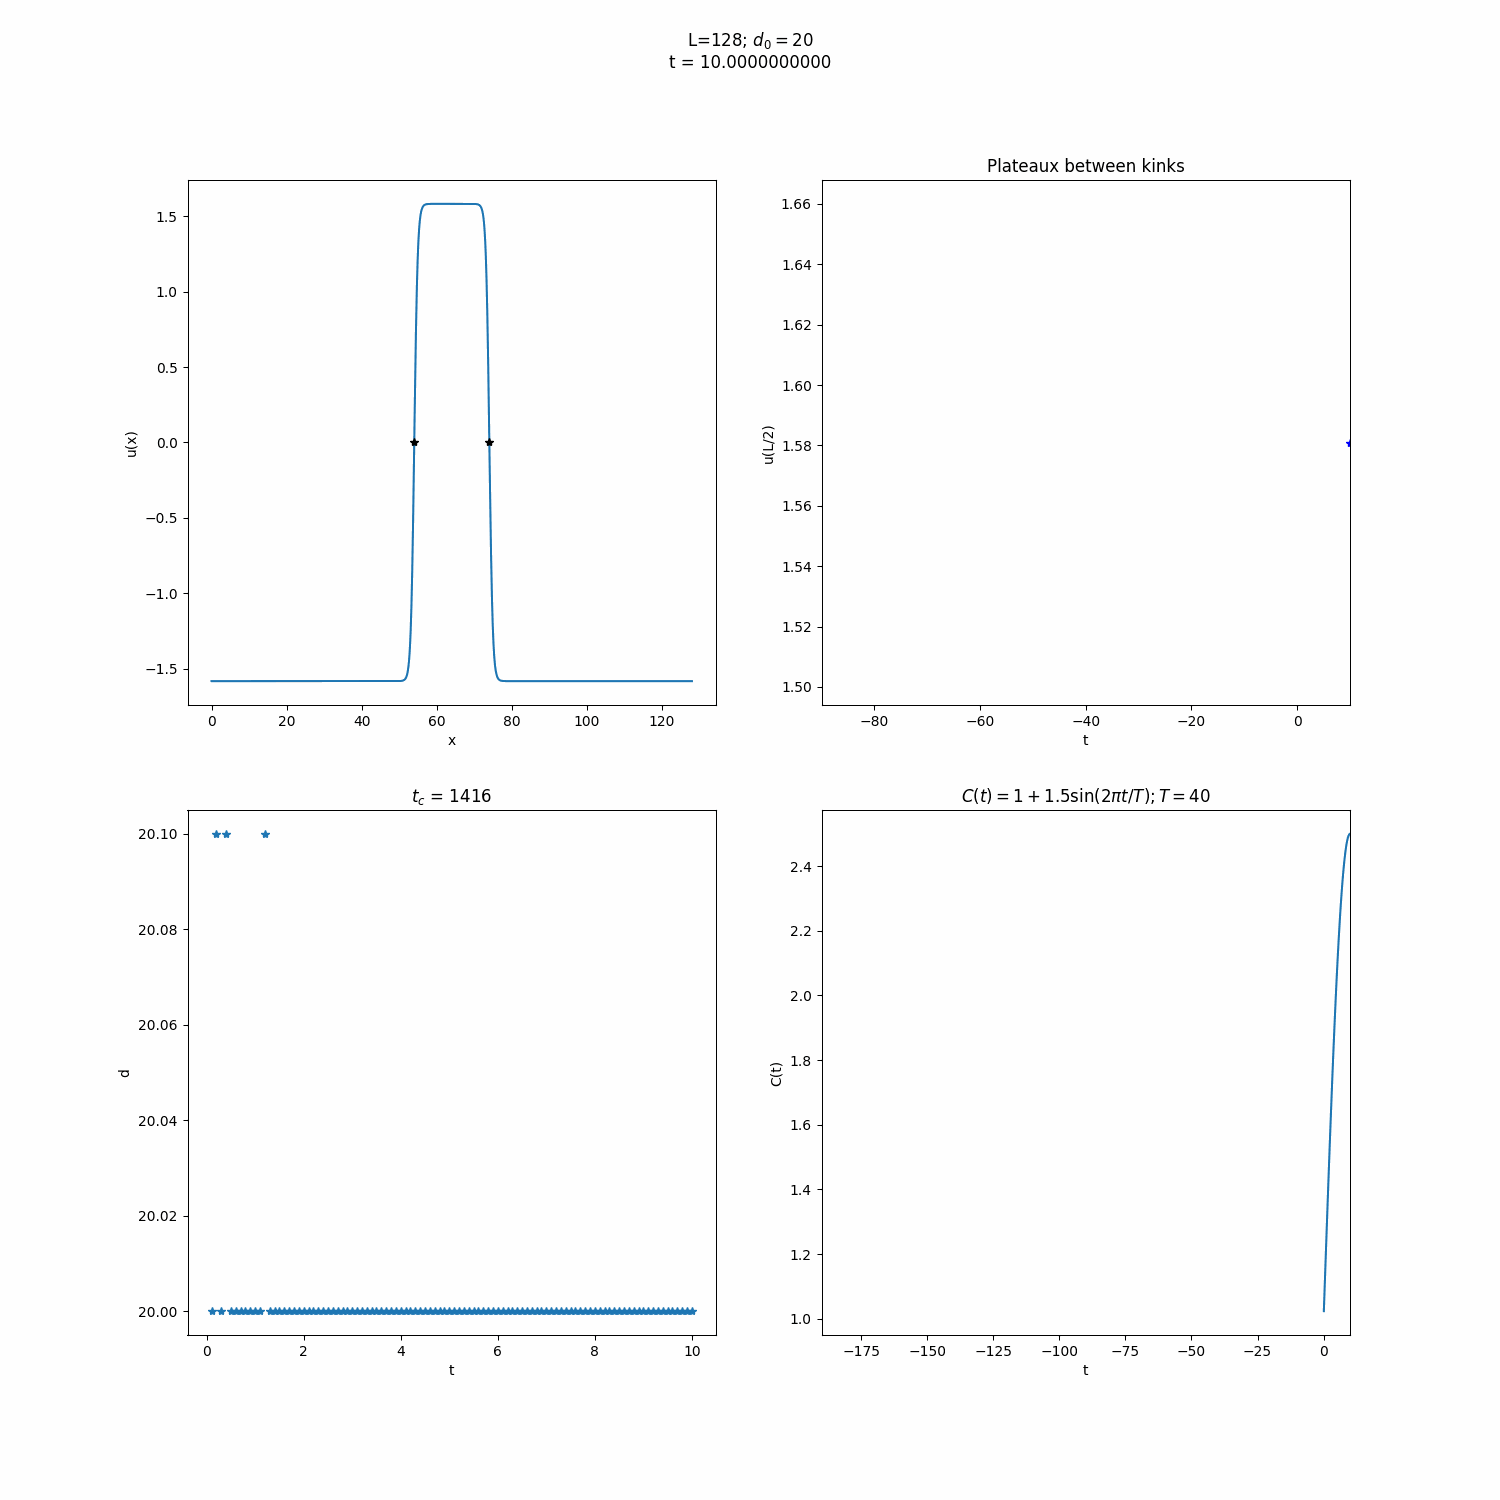 L=128; d₀ = 20
t = 10.0000000000
Plateaux between kinks
1.5
1.0
0.5
0.0
−0.5
−1.0
−1.5
u(x)
0 20 40 60 80 100 120
x
1.66
1.64
1.62
1.60
1.58
1.56
1.54
1.52
1.50
u(L/2)
−80 −60 −40 −20 0
t
t_c = 1416
20.10
20.08
20.06
20.04
20.02
20.00
d
0 2 4 6 8 10
t
C(t) = 1 + 1.5sin(2πt/T); T = 40
2.4
2.2
2.0
1.8
1.6
1.4
1.2
1.0
C(t)
−175 −150 −125 −100 −75 −50 −25 0
t